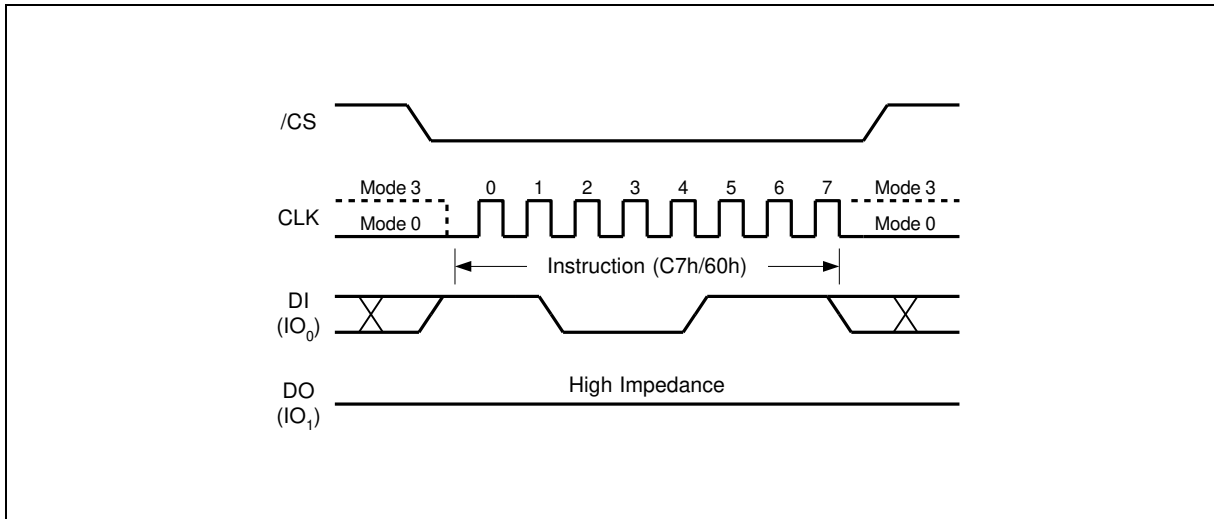 /CS
0 1 2 3 4 5 6 7
Mode 3 Mode 3
CLK
Mode 0 Mode 0
Instruction (C7h/60h)
DI
(IO₀)
High Impedance
DO
(IO₁)